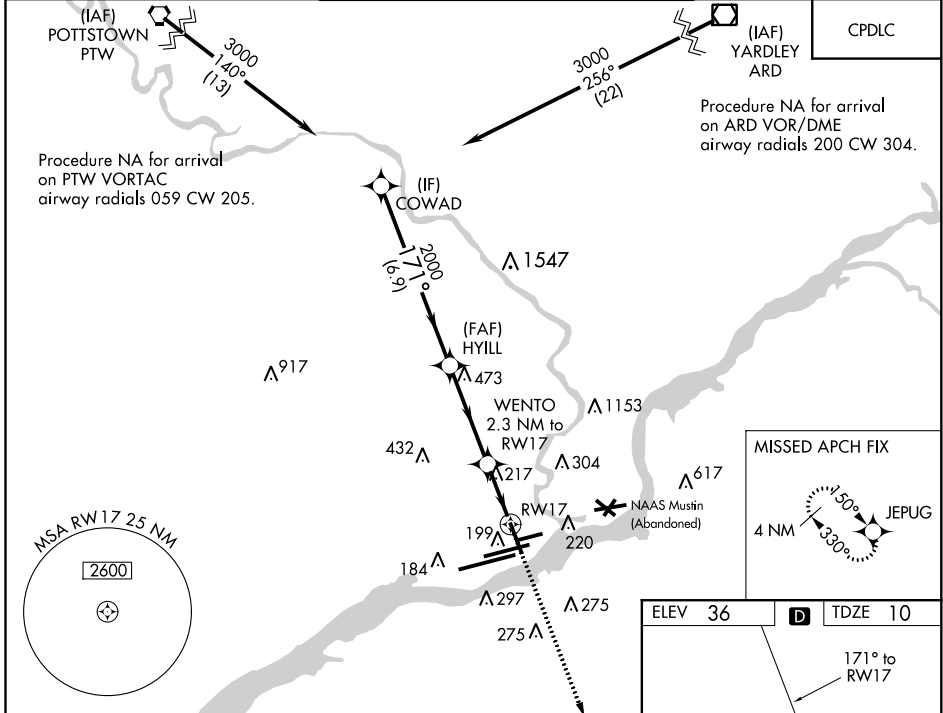 (IAF)
POTTSTOWN
PTW
3000
140°
(13)
3000
256°
(22)
(IAF)
YARDLEY
ARD
CPDLC
Procedure NA for arrival
on ARD VOR/DME
airway radials 200 CW 304.
Procedure NA for arrival
on PTW VORTAC
airway radials 059 CW 205.
(IF)
COWAD
2000
171°
(6.9)
1547
(FAF)
HYILL
917
473
WENTO
2.3 NM to
RW17
1153
432
217
304
617
RW17
NAAS Mustin
(Abandoned)
199
220
184
297
275
275
MISSED APCH FIX
4 NM
150°
330°
JEPUG
MSA RW17 25 NM
2600
ELEV 36
D
TDZE 10
171° to
RW17